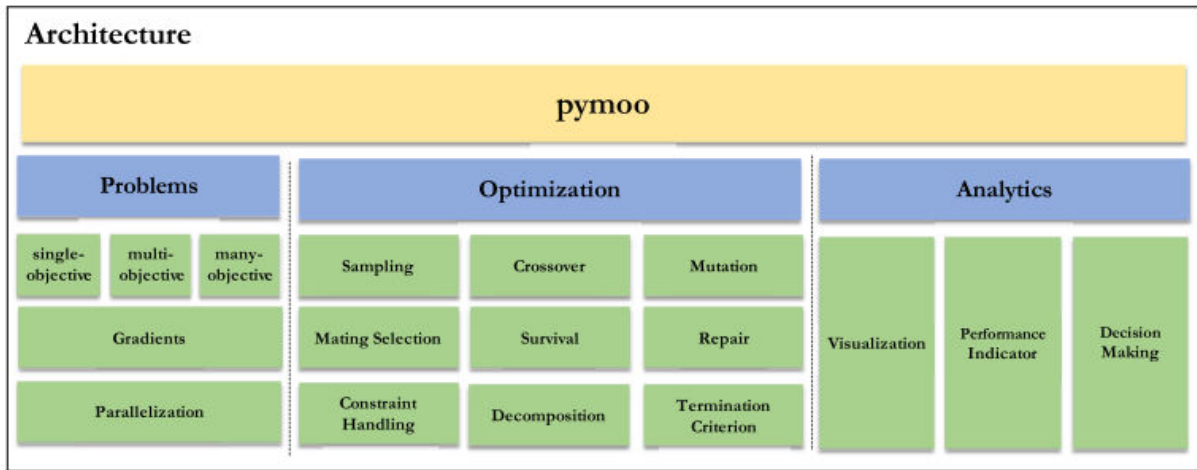 Architecture
pymoo
Problems
Optimization
Analytics
single-
objective
multi-
objective
many-
objective
Gradients
Parallelization
Sampling
Crossover
Mutation
Mating Selection
Survival
Repair
Constraint
Handling
Decomposition
Termination
Criterion
Visualization
Performance
Indicator
Decision
Making